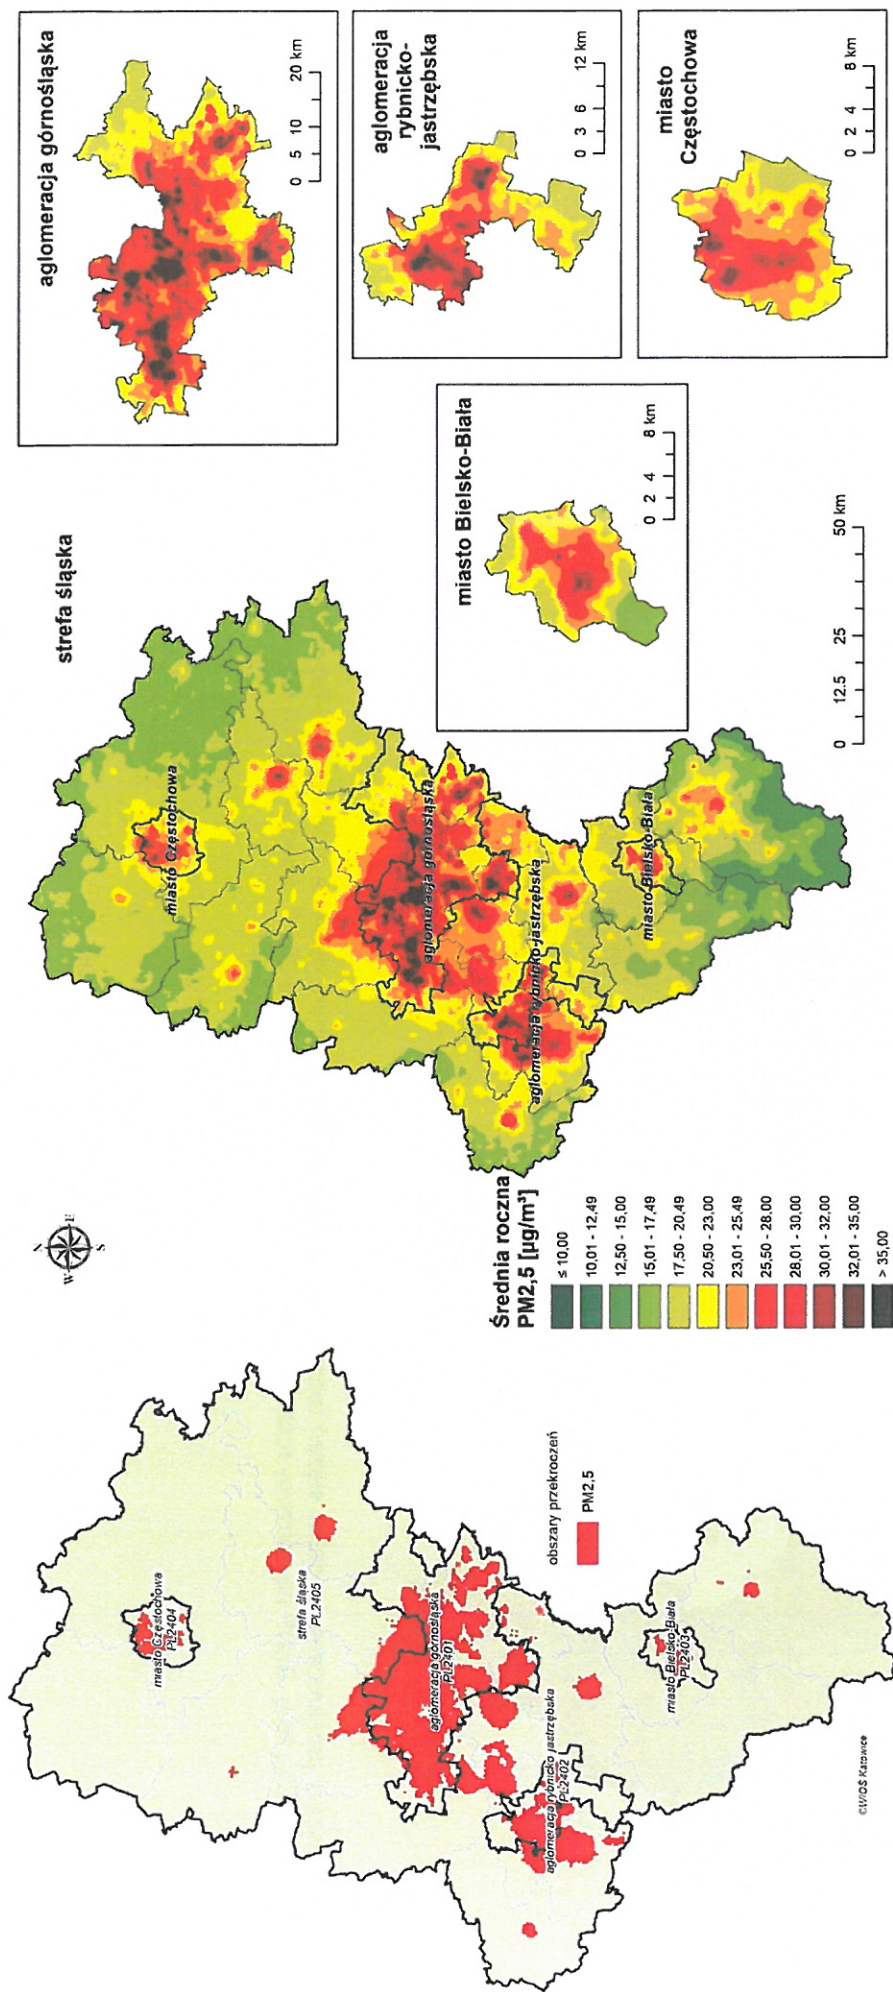 miasto Częstochowa
PL2404
strefa śląska
PL2405
aglomeracja górnośląska
PL2401
aglomeracja rybnicko jastrzębska
PL2402
miasto Bielsko-Biała
PL2403
obszary przekroczeń
PM2,5
©WIOŚ Katowice
N
W
E
S
strefa śląska
miasto Częstochowa
aglomeracja górnośląska
aglomeracja rybnicko-jastrzębska
miasto Bielsko-Biała
Średnia roczna
PM2,5 [µg/m³]
≤ 10,00
10,01 - 12,49
12,50 - 15,00
15,01 - 17,49
17,50 - 20,49
20,50 - 23,00
23,01 - 25,49
25,50 - 28,00
28,01 - 30,00
30,01 - 32,00
32,01 - 35,00
> 35,00
0 12.5 25 50 km
miasto Bielsko-Biała
0 2 4 8 km
aglomeracja górnośląska
0 5 10 20 km
aglomeracja
rybnicko-
jastrzębska
0 3 6 12 km
miasto
Częstochowa
0 2 4 8 km